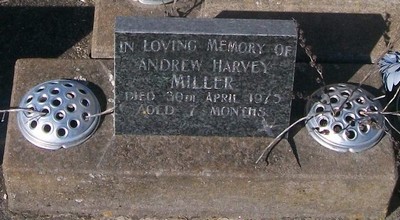 IN LOVING MEMORY OF
ANDREW HARVEY
MILLER
DIED 30TH APRIL 1975
AGED 7 MONTHS